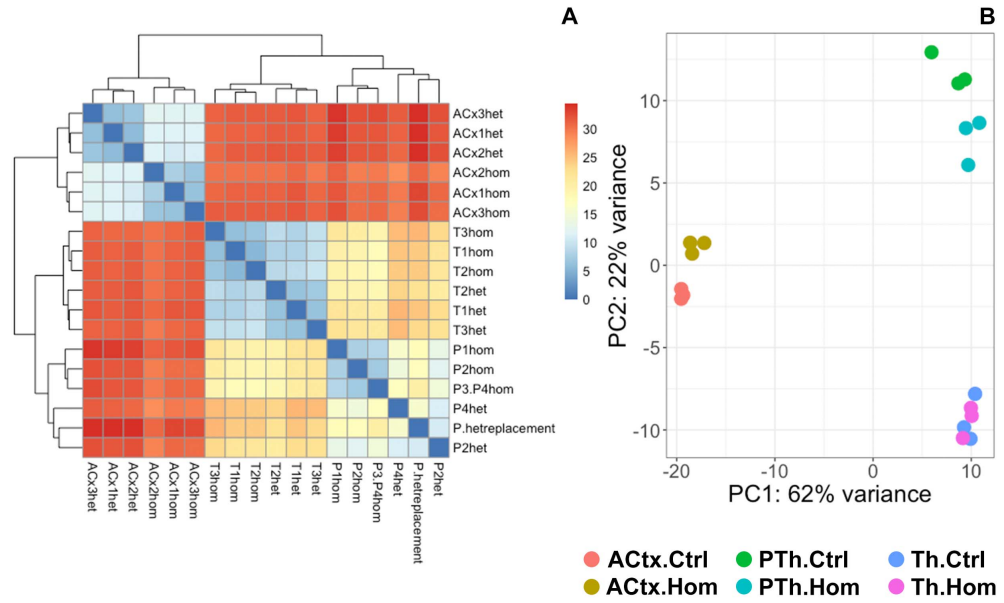 A
B
ACx3het
ACx1het
ACx2het
ACx2hom
ACx1hom
ACx3hom
T3hom
T1hom
T2hom
T2het
T1het
T3het
P1hom
P2hom
P3.P4hom
P4het
P.hetreplacement
P2het
ACx3het
ACx1het
ACx2het
ACx2hom
ACx1hom
ACx3hom
T3hom
T1hom
T2hom
T2het
T1het
T3het
P1hom
P2hom
P3.P4hom
P4het
P.hetreplacement
P2het
30
25
20
15
10
5
0
PC2: 22% variance
10
5
0
-5
-10
-20
-10
0
10
PC1: 62% variance
ACtx.Ctrl
PTh.Ctrl
Th.Ctrl
ACtx.Hom
PTh.Hom
Th.Hom